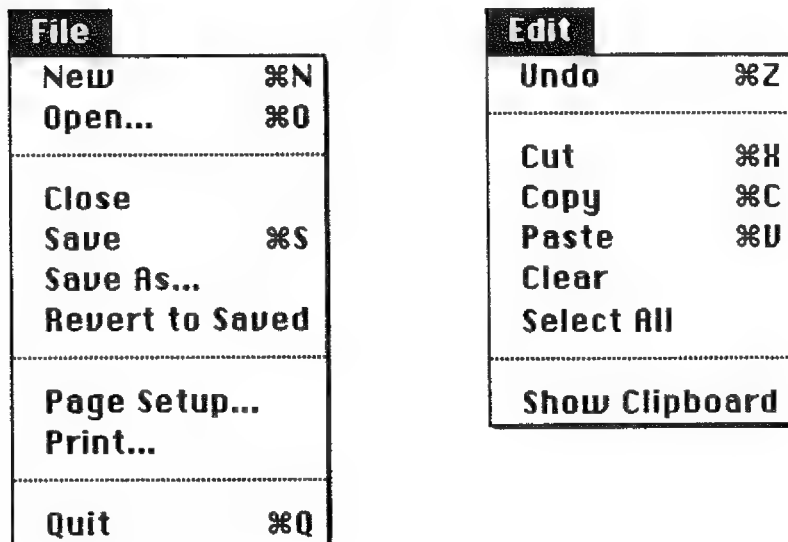 File
New ⌘N
Open... ⌘O
Close
Save ⌘S
Save As...
Revert to Saved
Page Setup...
Print...
Quit ⌘Q
Edit
Undo ⌘Z
Cut ⌘X
Copy ⌘C
Paste ⌘V
Clear
Select All
Show Clipboard